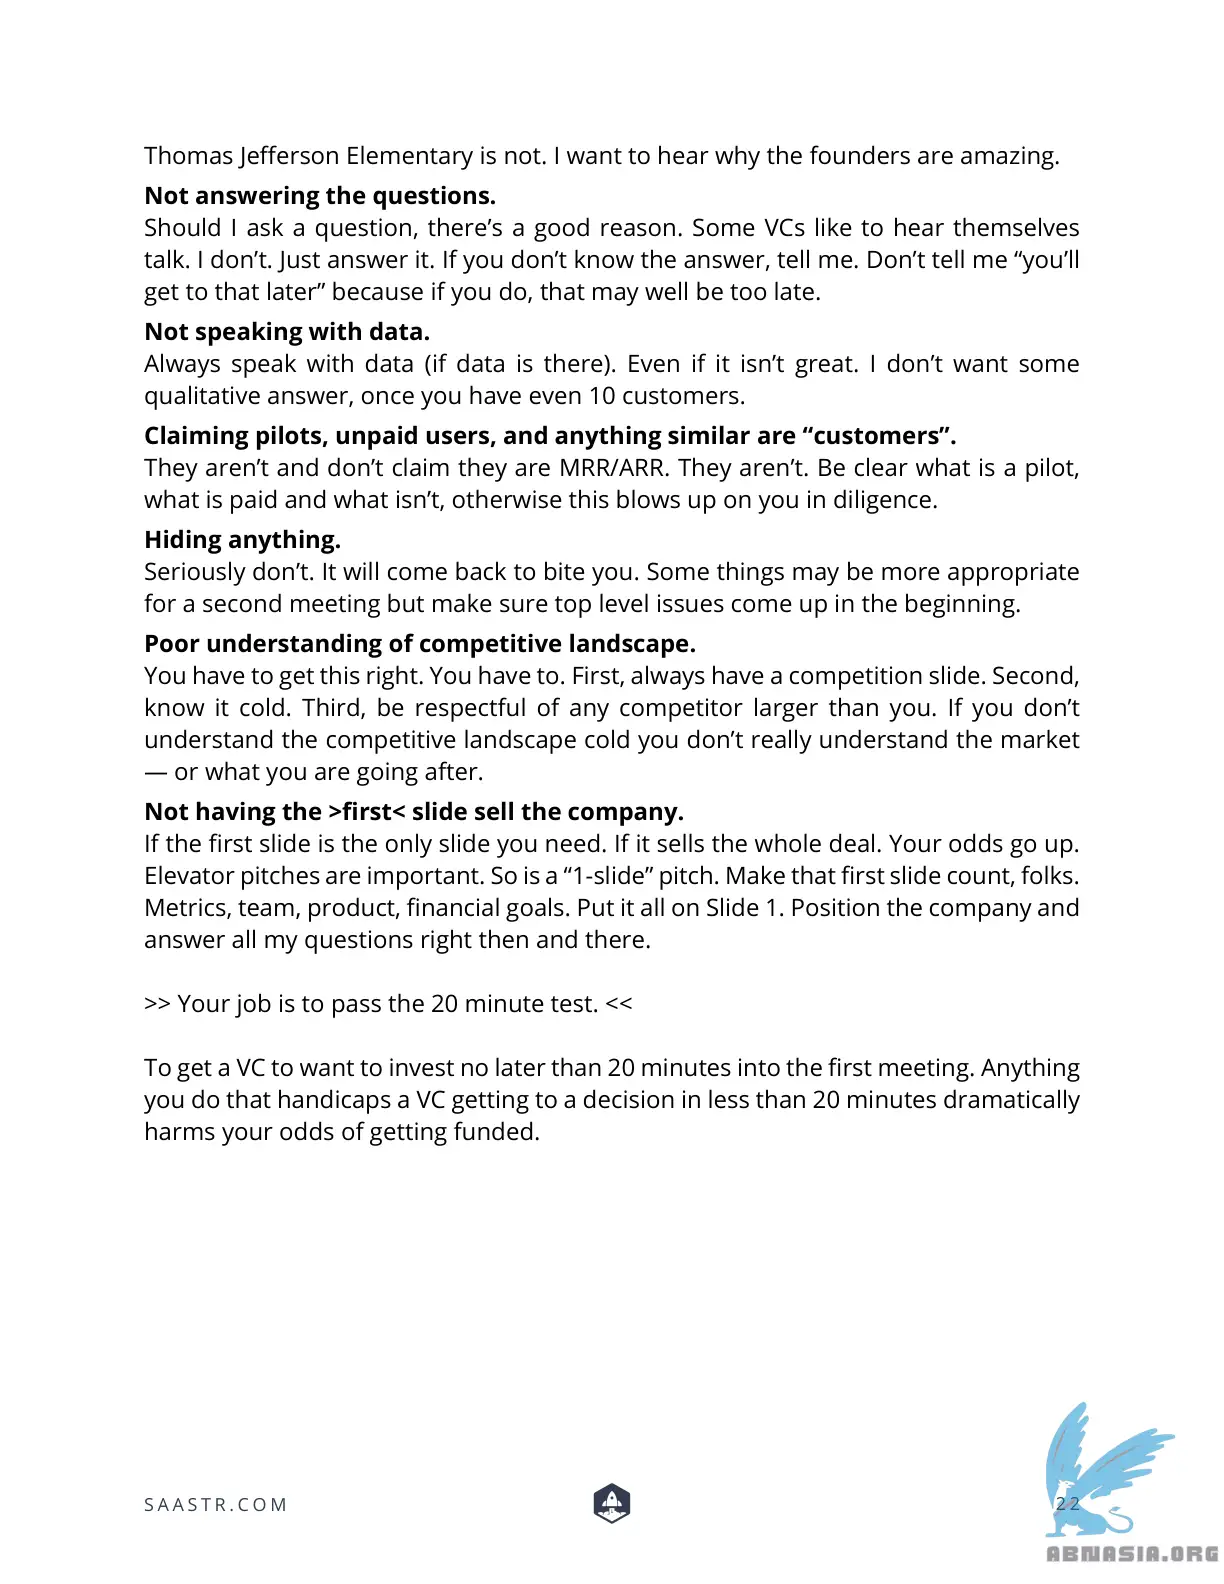 Thomas Jefferson Elementary is not. I want to hear why the founders are amazing.
Not answering the questions.
Should I ask a question, there’s a good reason. Some VCs like to hear themselves
talk. I don’t. Just answer it. If you don’t know the answer, tell me. Don’t tell me “you’ll
get to that later” because if you do, that may well be too late.
Not speaking with data.
Always speak with data (if data is there). Even if it isn’t great. I don’t want some
qualitative answer, once you have even 10 customers.
Claiming pilots, unpaid users, and anything similar are “customers”.
They aren’t and don’t claim they are MRR/ARR. They aren’t. Be clear what is a pilot,
what is paid and what isn’t, otherwise this blows up on you in diligence.
Hiding anything.
Seriously don’t. It will come back to bite you. Some things may be more appropriate
for a second meeting but make sure top level issues come up in the beginning.
Poor understanding of competitive landscape.
You have to get this right. You have to. First, always have a competition slide. Second,
know it cold. Third, be respectful of any competitor larger than you. If you don’t
understand the competitive landscape cold you don’t really understand the market
— or what you are going after.
Not having the >first< slide sell the company.
If the first slide is the only slide you need. If it sells the whole deal. Your odds go up.
Elevator pitches are important. So is a “1-slide” pitch. Make that first slide count, folks.
Metrics, team, product, financial goals. Put it all on Slide 1. Position the company and
answer all my questions right then and there.
>> Your job is to pass the 20 minute test. <<
To get a VC to want to invest no later than 20 minutes into the first meeting. Anything
you do that handicaps a VC getting to a decision in less than 20 minutes dramatically
harms your odds of getting funded.
SAASTR.COM
22
ABNASIA.ORG